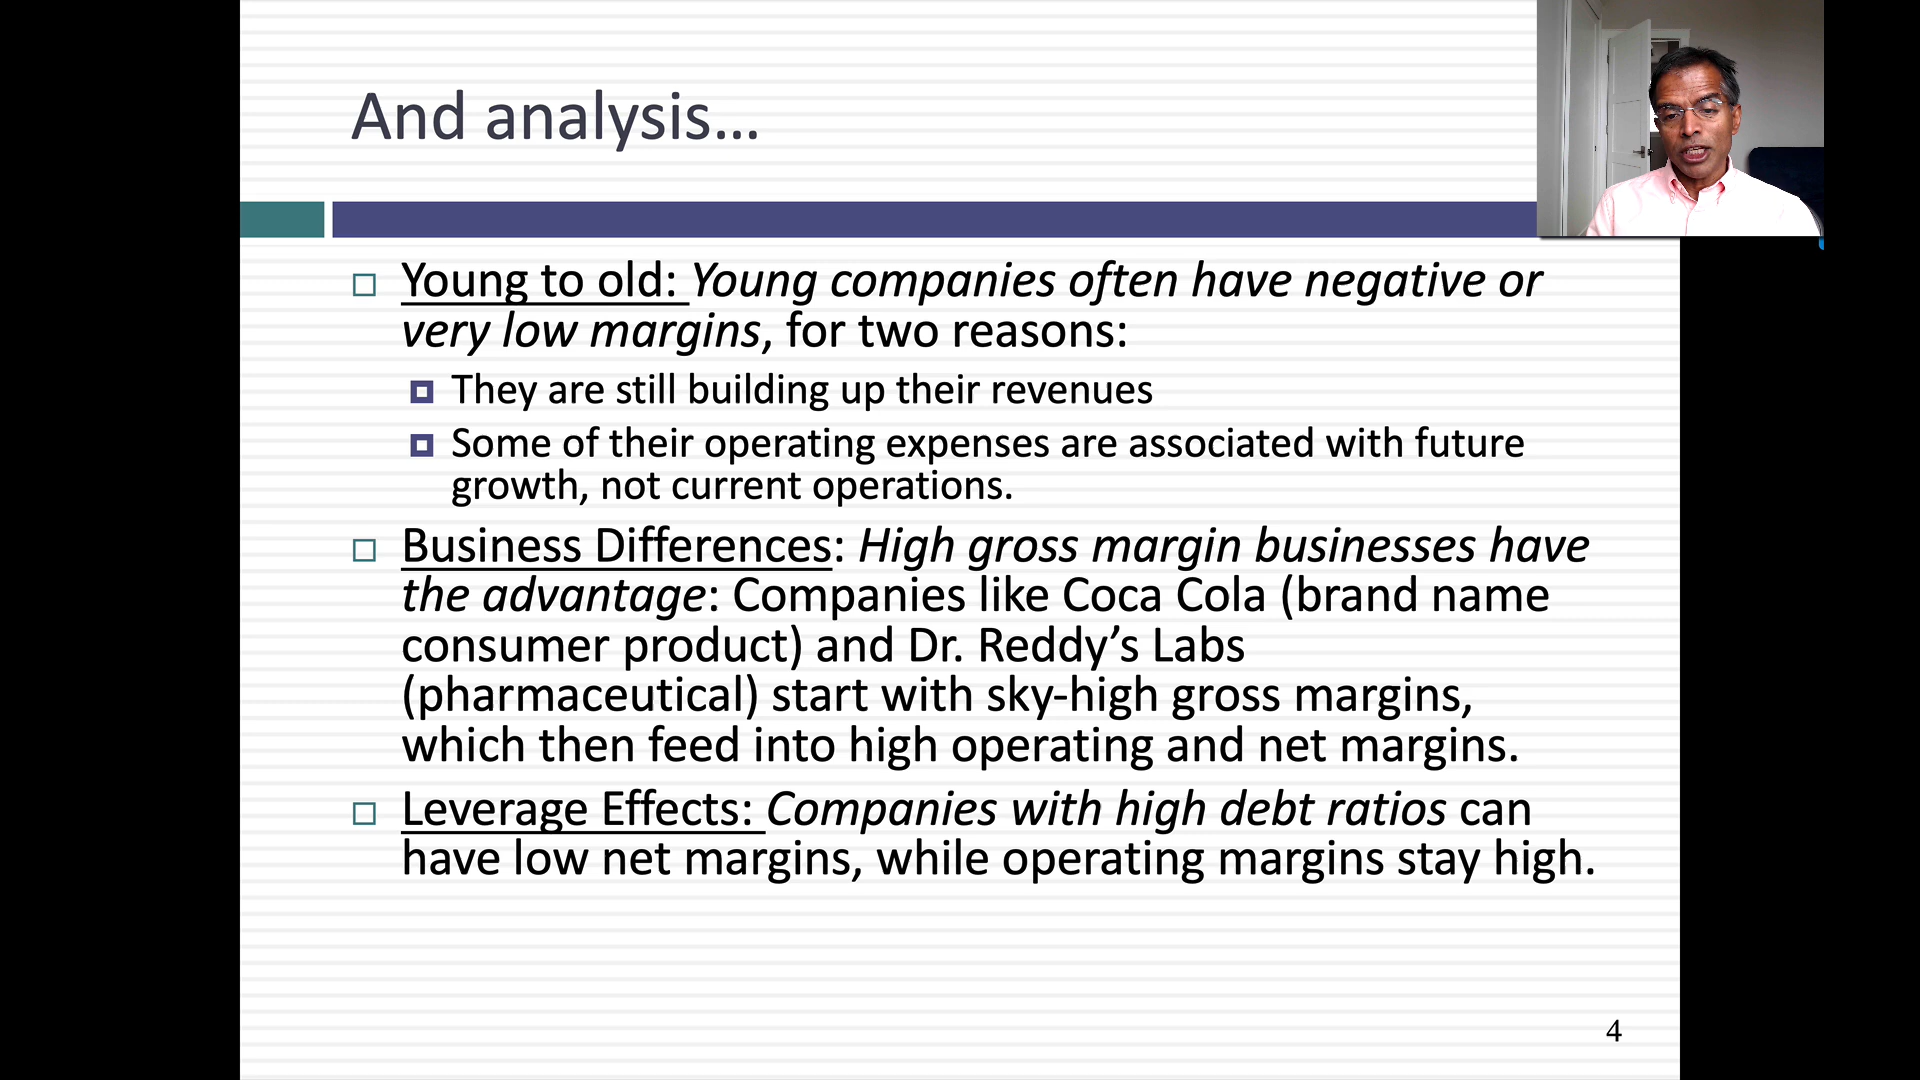 And analysis…
Young to old: Young companies often have negative or
very low margins, for two reasons:
They are still building up their revenues
Some of their operating expenses are associated with future
growth, not current operations.
Business Differences: High gross margin businesses have
the advantage: Companies like Coca Cola (brand name
consumer product) and Dr. Reddy’s Labs
(pharmaceutical) start with sky-high gross margins,
which then feed into high operating and net margins.
Leverage Effects: Companies with high debt ratios can
have low net margins, while operating margins stay high.
4